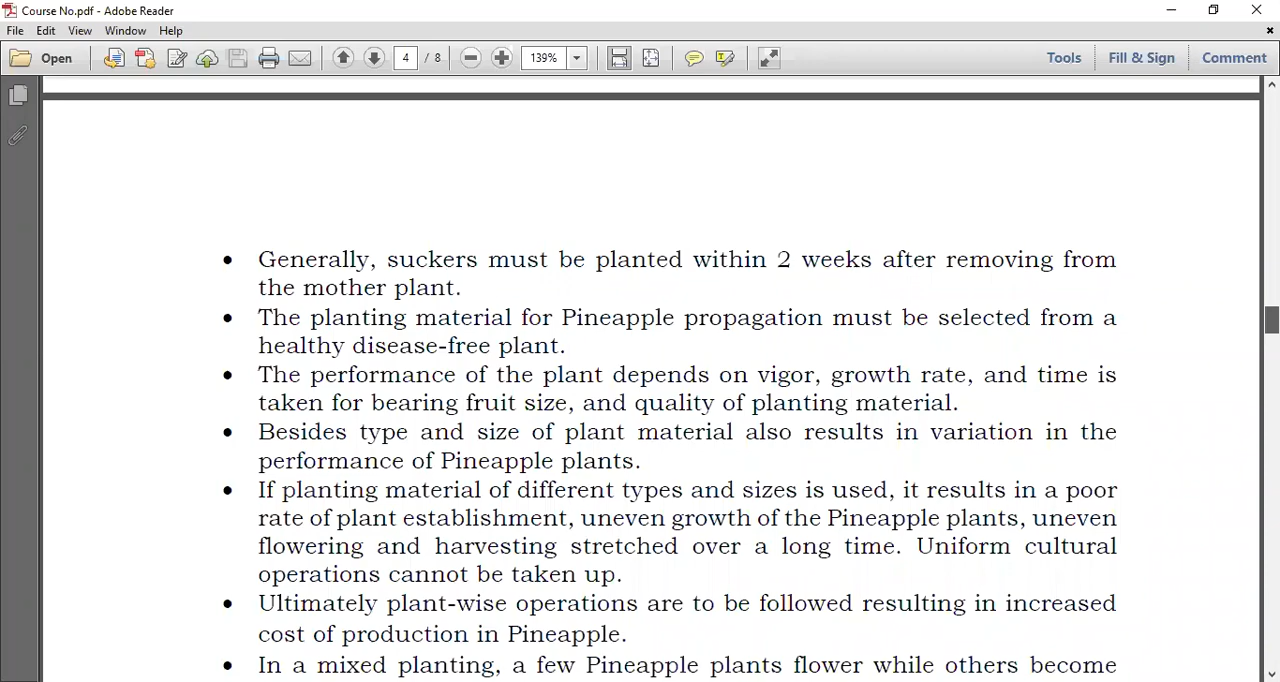 Course No.pdf - Adobe Reader
File Edit View Window Help
Open 4 / 8 139% Tools Fill & Sign Comment
• Generally, suckers must be planted within 2 weeks after removing from
the mother plant.
• The planting material for Pineapple propagation must be selected from a
healthy disease-free plant.
• The performance of the plant depends on vigor, growth rate, and time is
taken for bearing fruit size, and quality of planting material.
• Besides type and size of plant material also results in variation in the
performance of Pineapple plants.
• If planting material of different types and sizes is used, it results in a poor
rate of plant establishment, uneven growth of the Pineapple plants, uneven
flowering and harvesting stretched over a long time. Uniform cultural
operations cannot be taken up.
• Ultimately plant-wise operations are to be followed resulting in increased
cost of production in Pineapple.
• In a mixed planting, a few Pineapple plants flower while others become